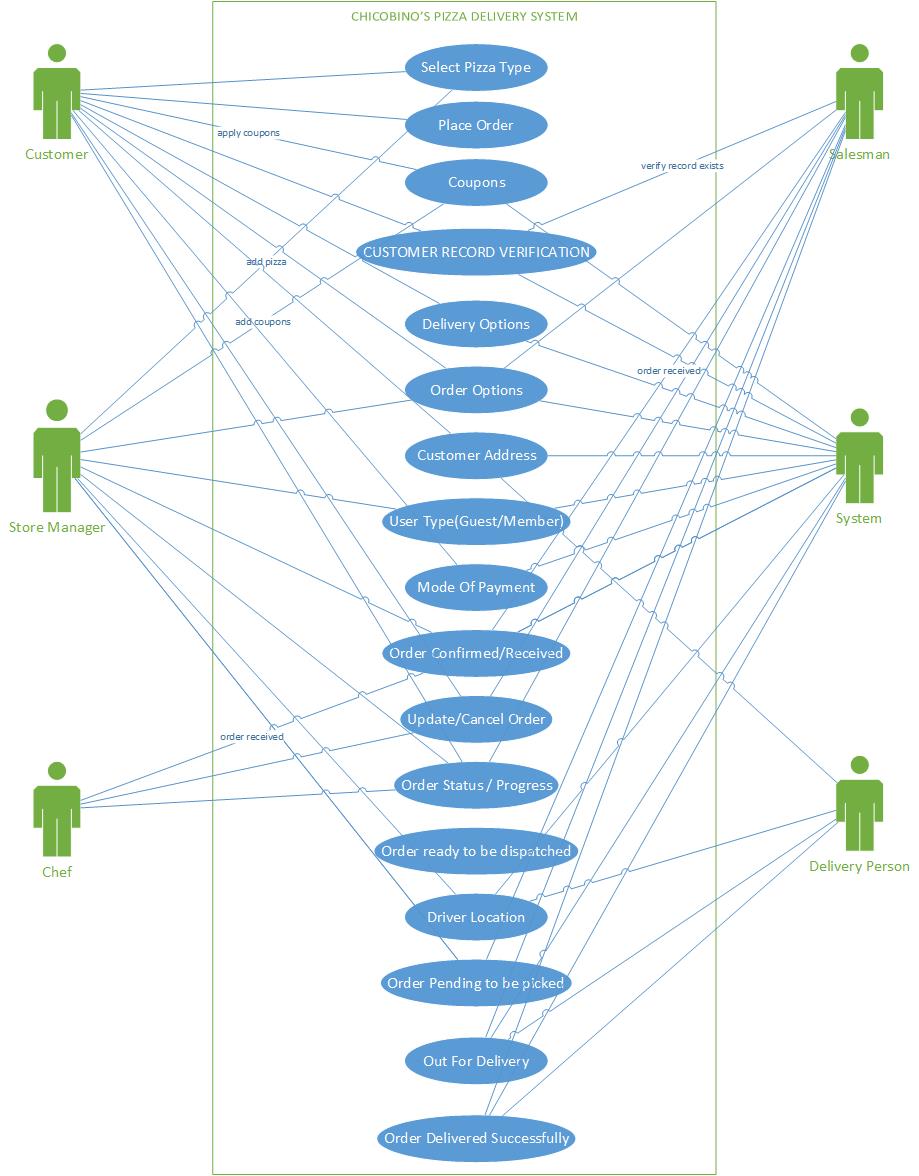 CHICOBINO'S PIZZA DELIVERY SYSTEM
Select Pizza Type
Place Order
apply coupons
Customer
Salesman
verify record exists
Coupons
CUSTOMER RECORD VERIFICATION
add pizza
add coupons
Delivery Options
order received
Order Options
Customer Address
Store Manager
System
User Type(Guest/Member)
Mode Of Payment
Order Confirmed/Received
Update/Cancel Order
order received
Order Status / Progress
Chef
Delivery Person
Order ready to be dispatched
Driver Location
Order Pending to be picked
Out For Delivery
Order Delivered Successfully